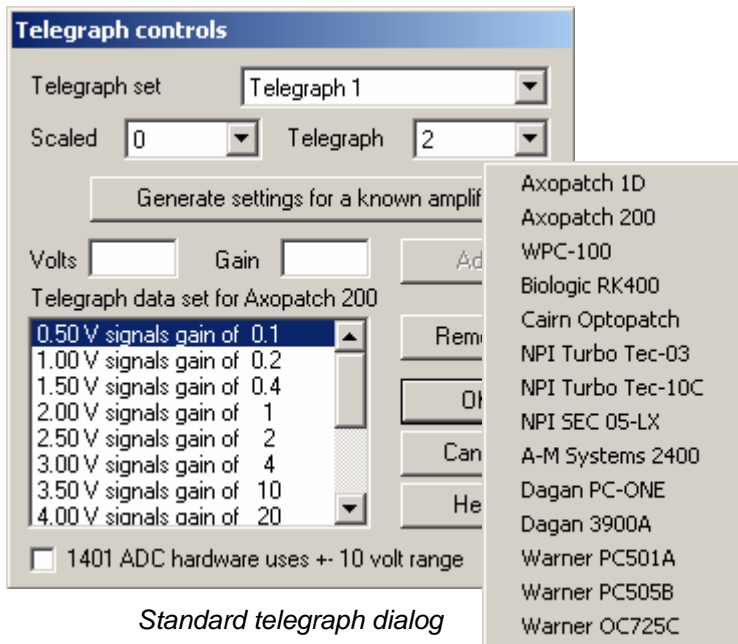 Telegraph controls
Telegraph set Telegraph 1
Scaled 0 Telegraph 2
Generate settings for a known
Volts Gain
Telegraph data set for Axopatch 200
0.50 V signals gain of 0.1
1.00 V signals gain of 0.2
1.50 V signals gain of 0.4
2.00 V signals gain of 1
2.50 V signals gain of 2
3.00 V signals gain of 4
3.50 V signals gain of 10
4.00 V signals gain of 20
1401 ADC hardware uses +- 10 volt range
Axopatch 1D
Axopatch 200
WPC-100
Biologic RK400
Cairn Optopatch
NPI Turbo Tec-03
NPI Turbo Tec-10C
NPI SEC 05-LX
A-M Systems 2400
Dagan PC-ONE
Dagan 3900A
Warner PC501A
Warner PC505B
Warner OC725C
Standard telegraph dialog